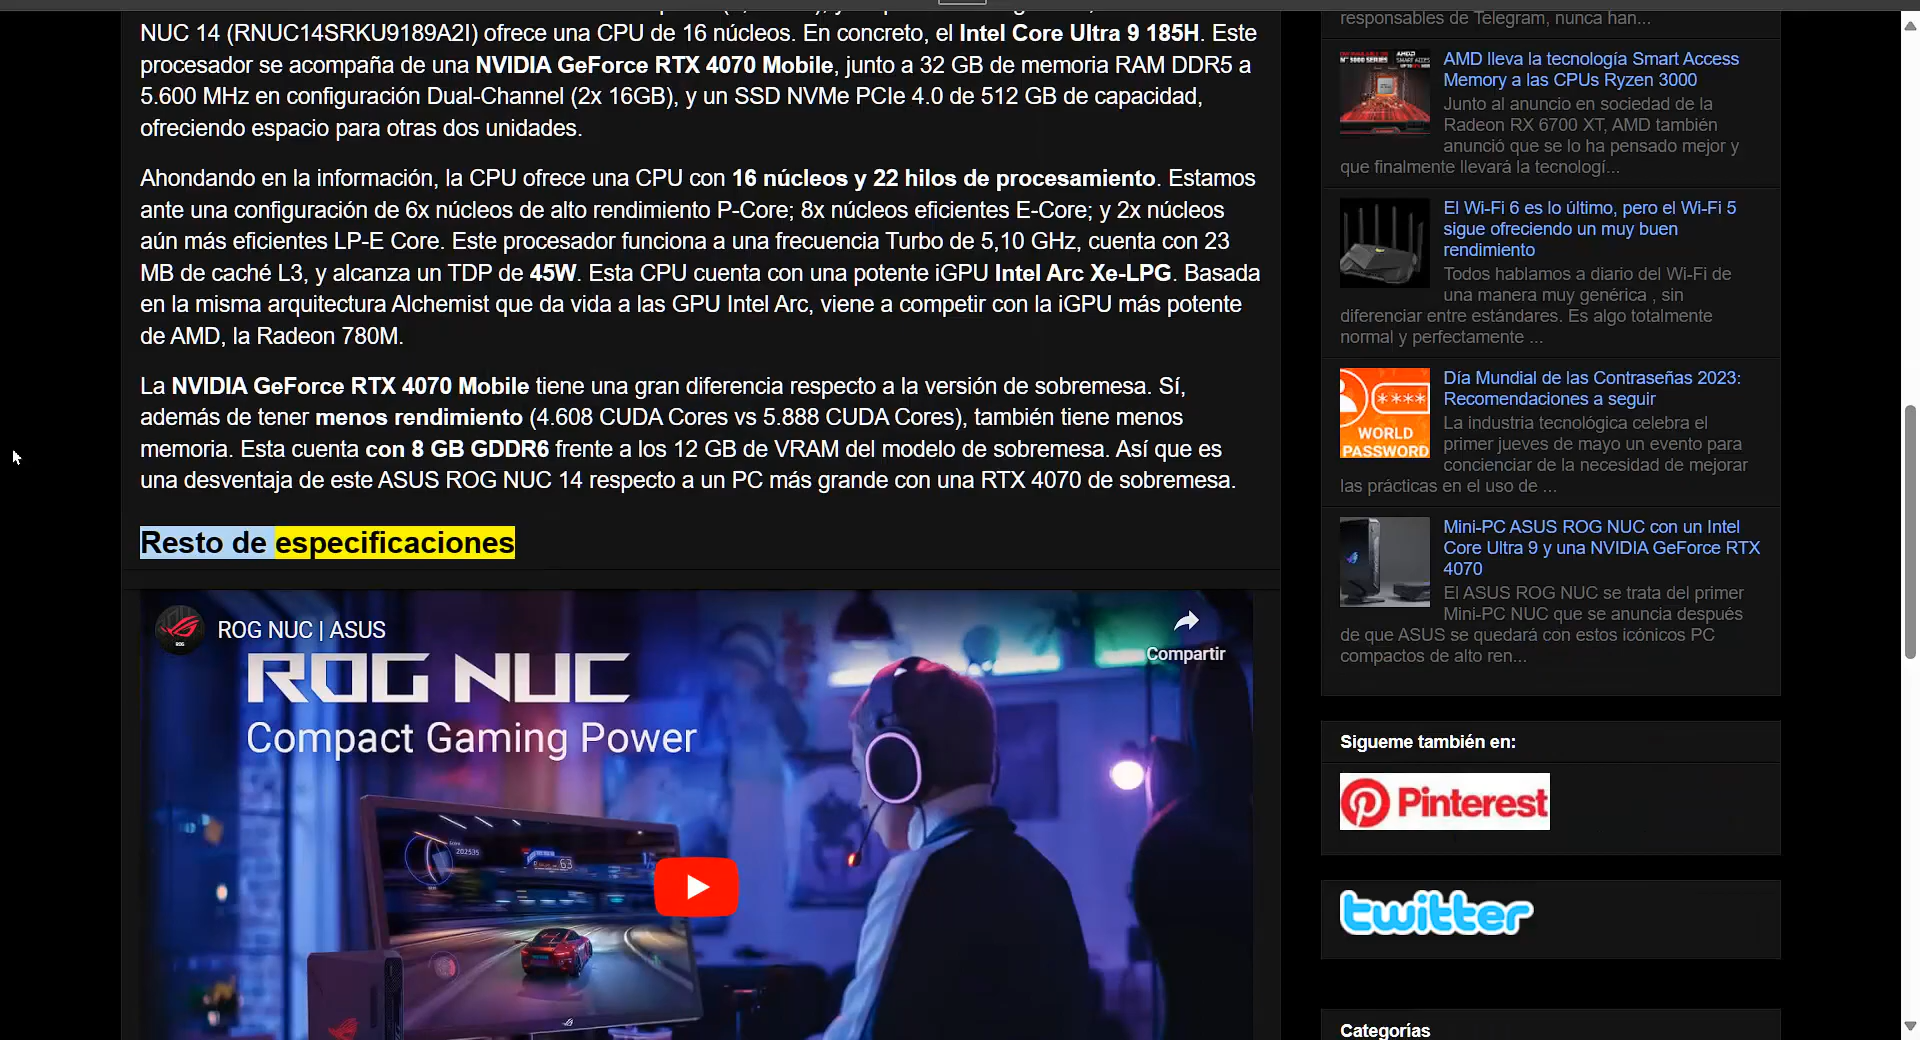 NUC 14 (RNUC14SRKU9189A2I) ofrece una CPU de 16 núcleos. En concreto, el Intel Core Ultra 9 185H. Este
procesador se acompaña de una NVIDIA GeForce RTX 4070 Mobile, junto a 32 GB de memoria RAM DDR5 a
5.600 MHz en configuración Dual-Channel (2x 16GB), y un SSD NVMe PCIe 4.0 de 512 GB de capacidad,
ofreciendo espacio para otras dos unidades.
Ahondando en la información, la CPU ofrece una CPU con 16 núcleos y 22 hilos de procesamiento. Estamos
ante una configuración de 6x núcleos de alto rendimiento P-Core; 8x núcleos eficientes E-Core; y 2x núcleos
aún más eficientes LP-E Core. Este procesador funciona a una frecuencia Turbo de 5,10 GHz, cuenta con 23
MB de caché L3, y alcanza un TDP de 45W. Esta CPU cuenta con una potente iGPU Intel Arc Xe-LPG. Basada
en la misma arquitectura Alchemist que da vida a las GPU Intel Arc, viene a competir con la iGPU más potente
de AMD, la Radeon 780M.
La NVIDIA GeForce RTX 4070 Mobile tiene una gran diferencia respecto a la versión de sobremesa. Sí,
además de tener menos rendimiento (4.608 CUDA Cores vs 5.888 CUDA Cores), también tiene menos
memoria. Esta cuenta con 8 GB GDDR6 frente a los 12 GB de VRAM del modelo de sobremesa. Así que es
una desventaja de este ASUS ROG NUC 14 respecto a un PC más grande con una RTX 4070 de sobremesa.
Resto de especificaciones
ROG NUC | ASUS
Compartir
ROG NUC
Compact Gaming Power
responsables de Telegram, nunca han...
AMD lleva la tecnología Smart Access
Memory a las CPUs Ryzen 3000
Junto al anuncio en sociedad de la
Radeon RX 6700 XT, AMD también
anunció que se lo ha pensado mejor y
que finalmente llevará la tecnologí...
El Wi-Fi 6 es lo último, pero el Wi-Fi 5
sigue ofreciendo un muy buen
rendimiento
Todos hablamos a diario del Wi-Fi de
una manera muy genérica , sin
diferenciar entre estándares. Es algo totalmente
normal y perfectamente ...
****
WORLD
PASSWORD
Día Mundial de las Contraseñas 2023:
Recomendaciones a seguir
La industria tecnológica celebra el
primer jueves de mayo un evento para
concienciar de la necesidad de mejorar
las prácticas en el uso de ...
Mini-PC ASUS ROG NUC con un Intel
Core Ultra 9 y una NVIDIA GeForce RTX
4070
El ASUS ROG NUC se trata del primer
Mini-PC NUC que se anuncia después
de que ASUS se quedará con estos icónicos PC
compactos de alto ren...
Sigueme también en:
Pinterest
twitter
Categorías